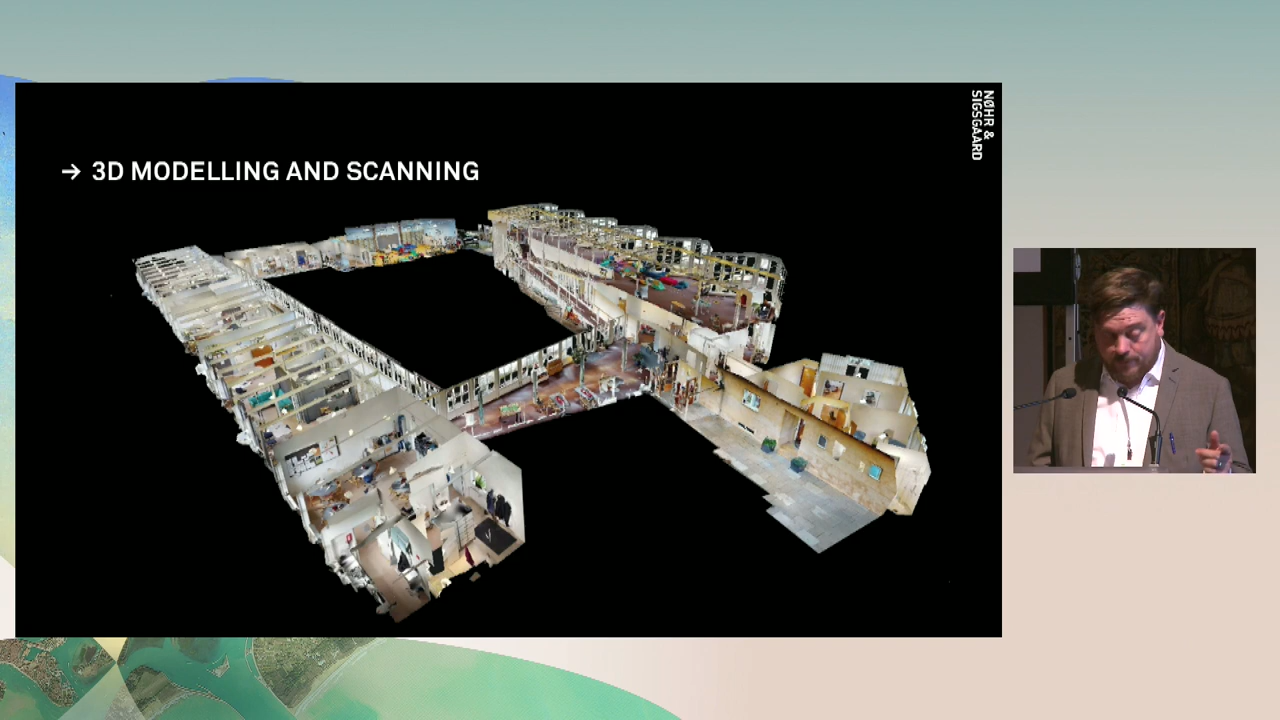 NØHR &
SIGSGAARD
→ 3D MODELLING AND SCANNING